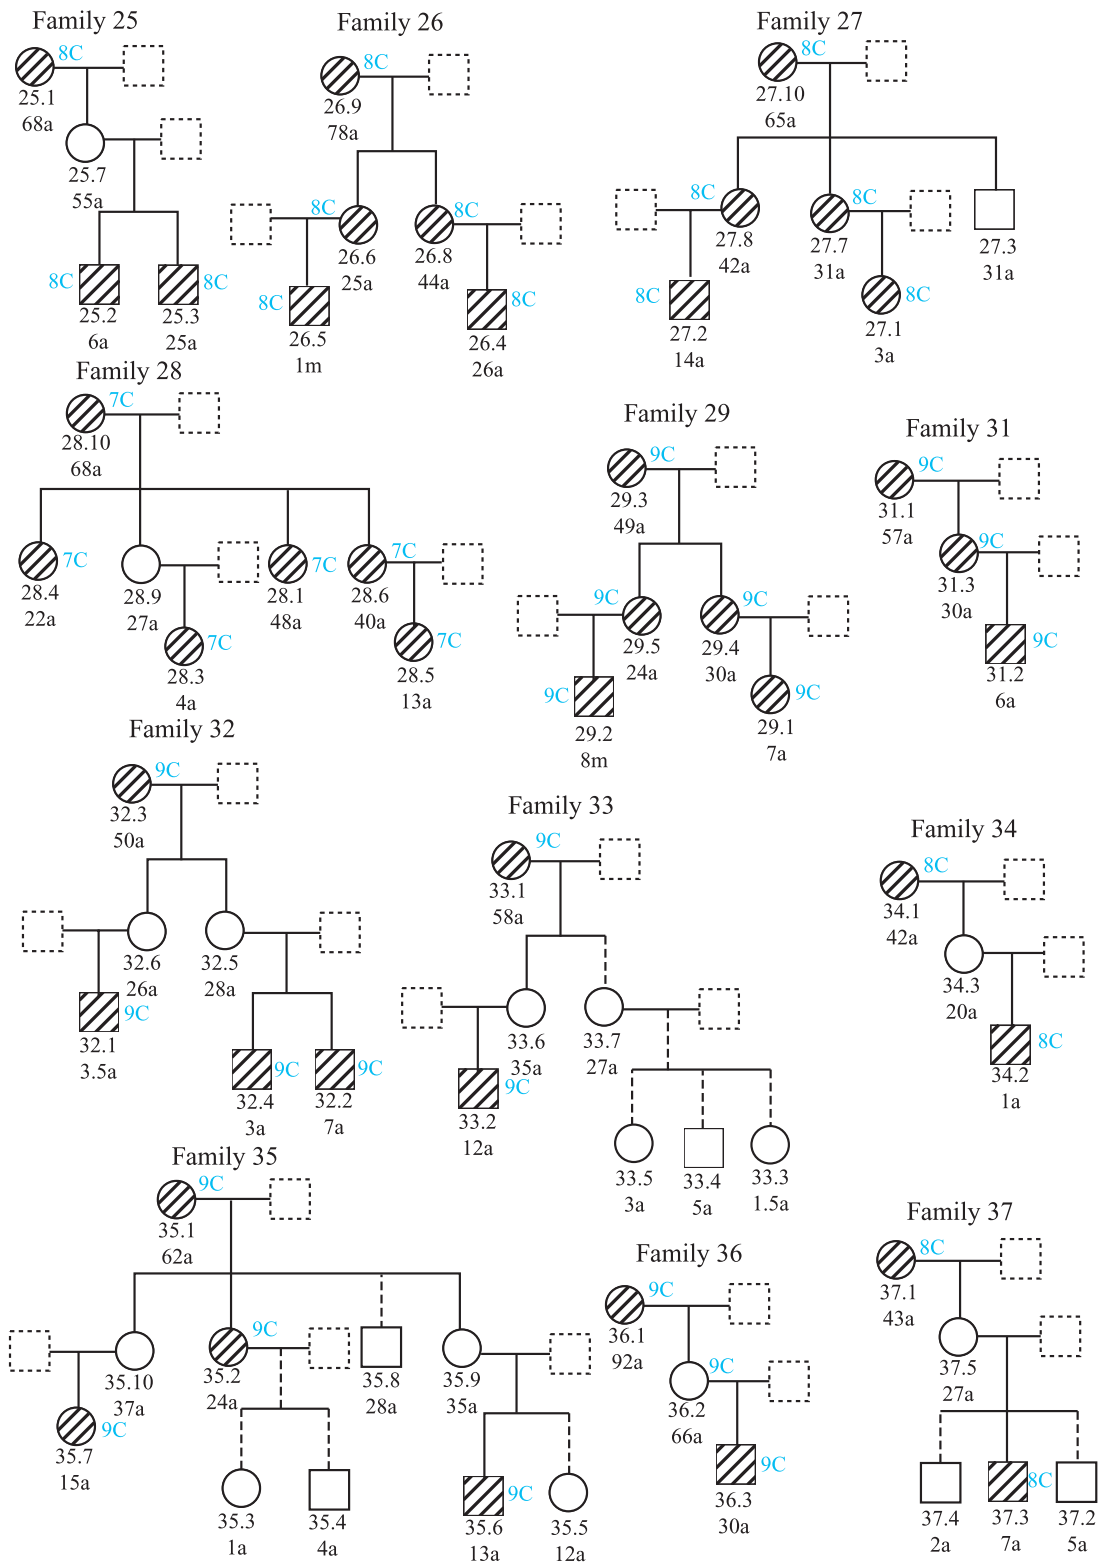 Family 25
8C
25.1
68a
25.7
55a
8C
25.2
6a
25.3
25a
8C
Family 26
8C
26.9
78a
8C
26.6
25a
8C
26.8
44a
8C
26.5
1m
8C
26.4
26a
Family 27
8C
27.10
65a
8C
27.8
42a
8C
27.7
31a
27.3
31a
8C
27.2
14a
8C
27.1
3a
Family 28
7C
28.10
68a
7C
28.4
22a
28.9
27a
7C
28.1
48a
7C
28.6
40a
7C
28.3
4a
7C
28.5
13a
Family 29
9C
29.3
49a
9C
29.5
24a
9C
29.4
30a
9C
29.2
8m
9C
29.1
7a
Family 31
9C
31.1
57a
9C
31.3
30a
9C
31.2
6a
Family 32
9C
32.3
50a
32.6
26a
32.5
28a
9C
32.1
3.5a
9C
32.4
3a
9C
32.2
7a
Family 33
9C
33.1
58a
33.6
35a
33.7
27a
9C
33.2
12a
33.5
3a
33.4
5a
33.3
1.5a
Family 34
8C
34.1
42a
34.3
20a
8C
34.2
1a
Family 35
9C
35.1
62a
35.10
37a
9C
35.2
24a
35.8
28a
35.9
35a
9C
35.7
15a
35.3
1a
35.4
4a
9C
35.6
13a
35.5
12a
Family 36
9C
36.1
92a
9C
36.2
66a
9C
36.3
30a
Family 37
8C
37.1
43a
37.5
27a
37.4
2a
8C
37.3
7a
37.2
5a